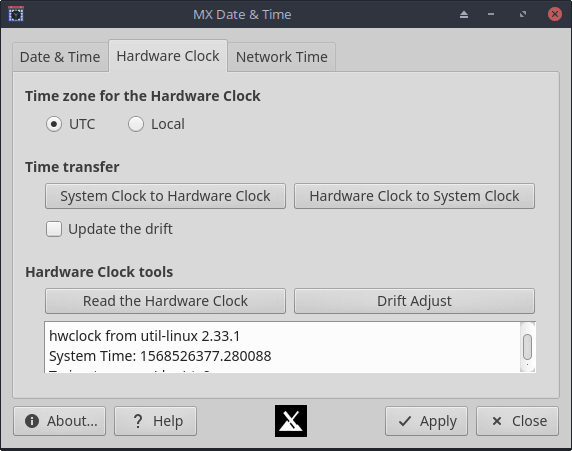 MX Date & Time
Date & Time
Hardware Clock
Network Time
Time zone for the Hardware Clock
UTC
Local
Time transfer
System Clock to Hardware Clock
Hardware Clock to System Clock
Update the drift
Hardware Clock tools
Read the Hardware Clock
Drift Adjust
hwclock from util-linux 2.33.1
System Time: 1568526377.280088
About...
? Help
Apply
Close